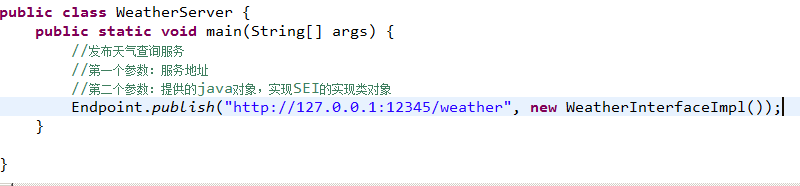 public class WeatherServer {
public static void main(String[] args) {
//发布天气查询服务
//第一个参数：服务地址
//第二个参数：提供的java对象，实现SEI的实现类对象
Endpoint.publish("http://127.0.0.1:12345/weather", new WeatherInterfaceImpl());
}
}